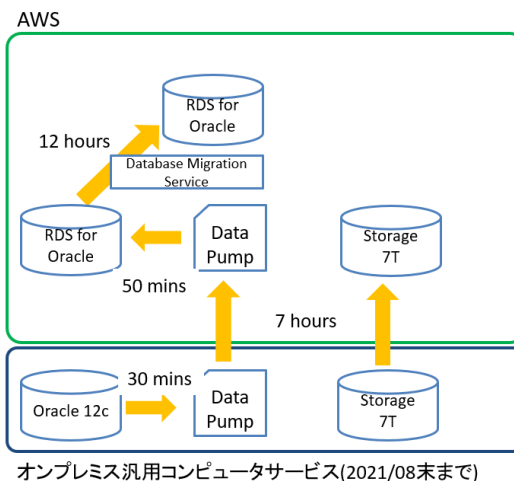 AWS
RDS for
Oracle
12 hours
Database Migration
Service
RDS for
Oracle
Data
Pump
Storage
7T
50 mins
7 hours
30 mins
Oracle 12c
Data
Pump
Storage
7T
オンプレミス汎用コンピュータサービス(2021/08末まで)